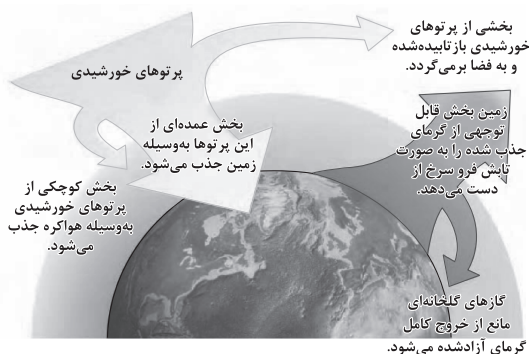 بخشی از پرتوهای
خورشیدی بازتابیده‌شده
و به فضا برمی‌گردد.
پرتوهای خورشیدی
زمین بخش قابل
توجهی از گرمای
جذب شده را به صورت
تابش فرو سرخ از
دست می‌دهد.
بخش عمده‌ای از
این پرتوها به‌وسیله
زمین جذب می‌شود.
بخش کوچکی از
پرتوهای خورشیدی
به‌وسیله هواکره جذب
می‌شود.
گازهای گلخانه‌ای
مانع از خروج کامل
گرمای آزادشده می‌شود.